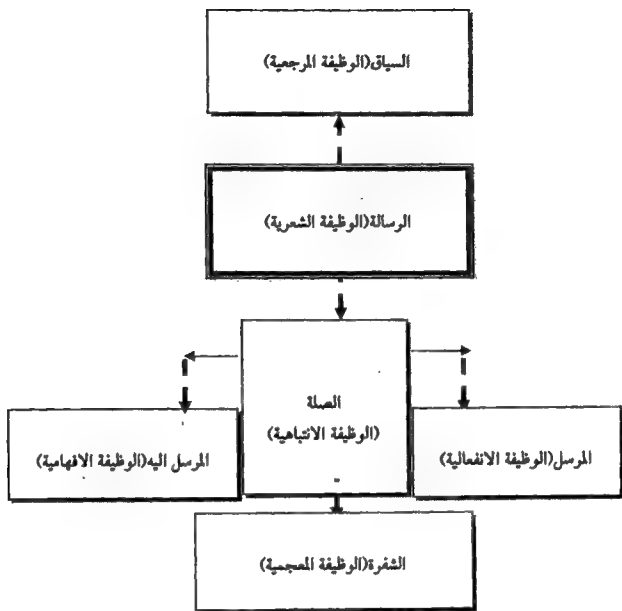 السياق(الوظيفة المرجعية)
الرسالة(الوظيفة الشعرية)
الصلة
(الوظيفة الانتباهية)
المرسل(الوظيفة الانفعالية)
المرسل اليه(الوظيفة الافهامية)
الشفرة(الوظيفة المعجمية)